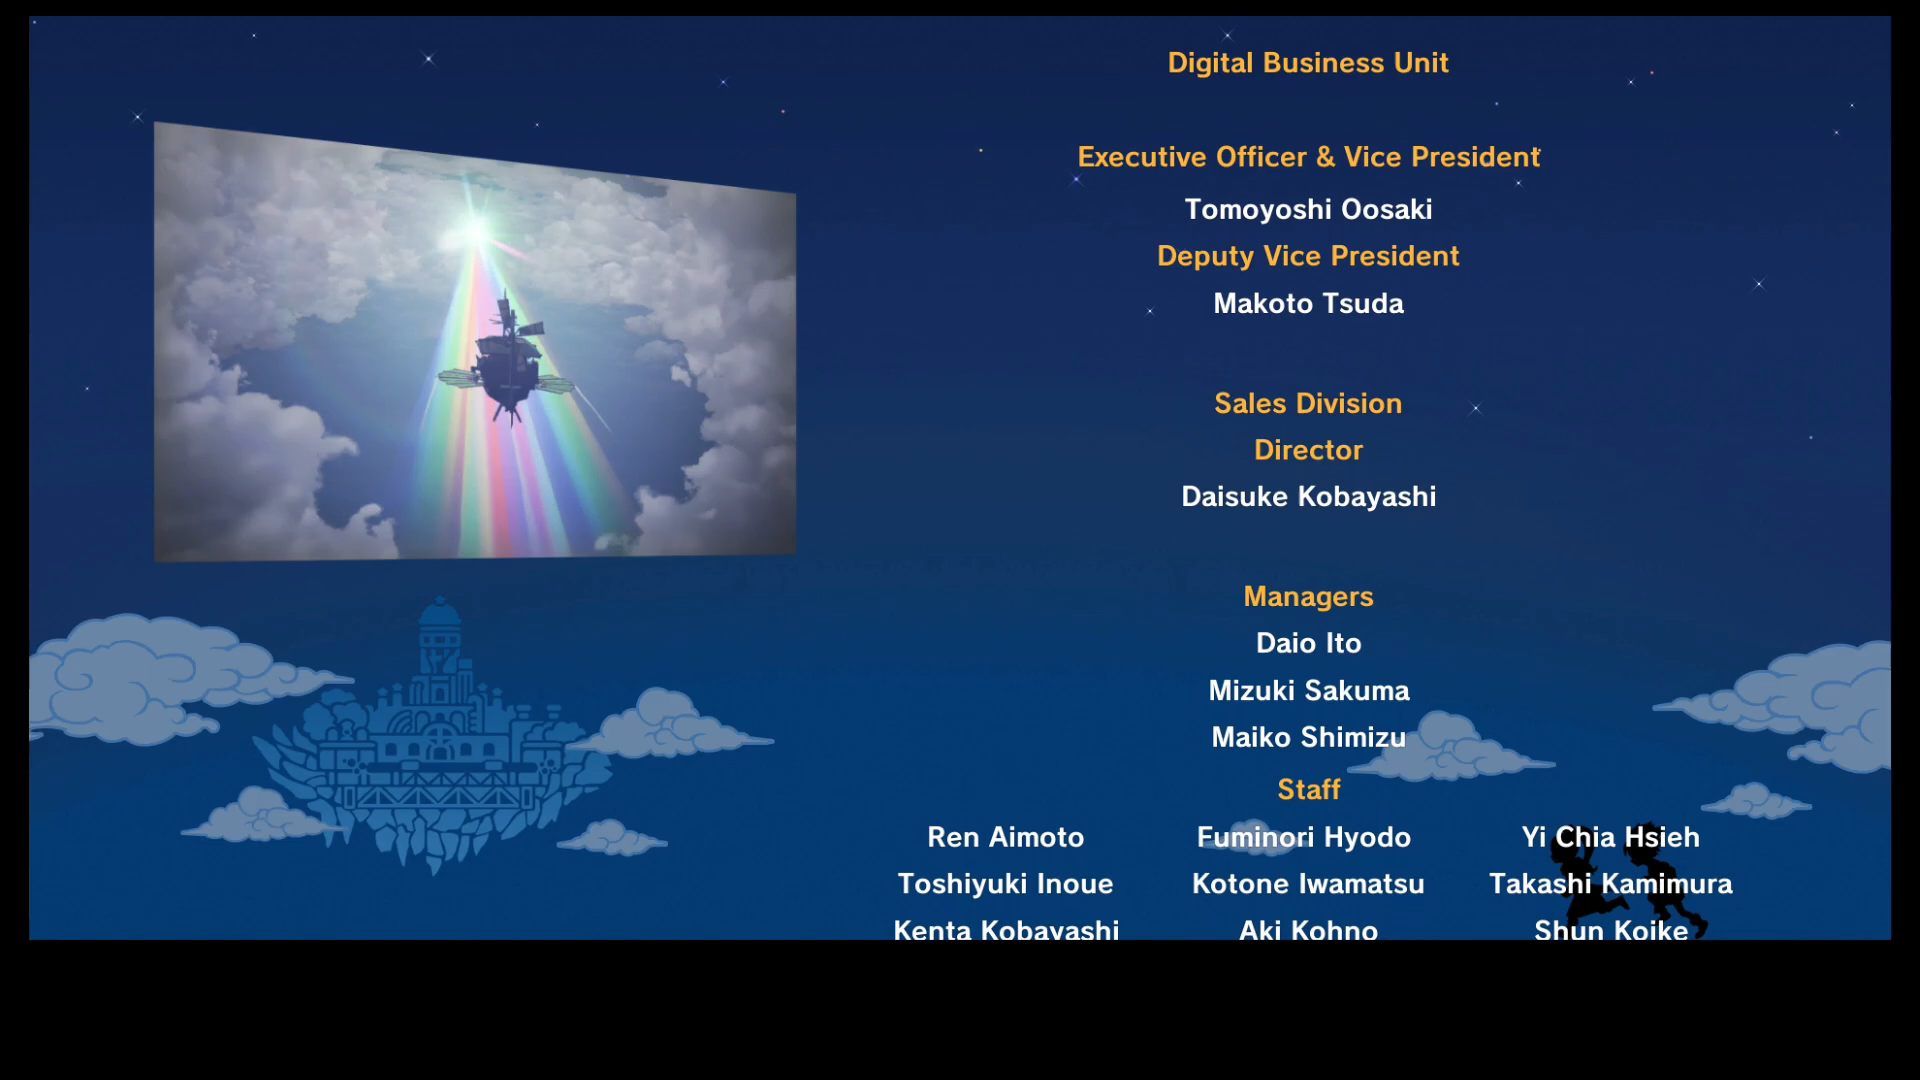 Digital Business Unit
Executive Officer & Vice President
Tomoyoshi Oosaki
Deputy Vice President
Makoto Tsuda
Sales Division
Director
Daisuke Kobayashi
Managers
Daio Ito
Mizuki Sakuma
Maiko Shimizu
Staff
Ren Aimoto Fuminori Hyodo Yi Chia Hsieh
Toshiyuki Inoue Kotone Iwamatsu Takashi Kamimura
Kenta Kobayashi Aki Kohno Shun Koike